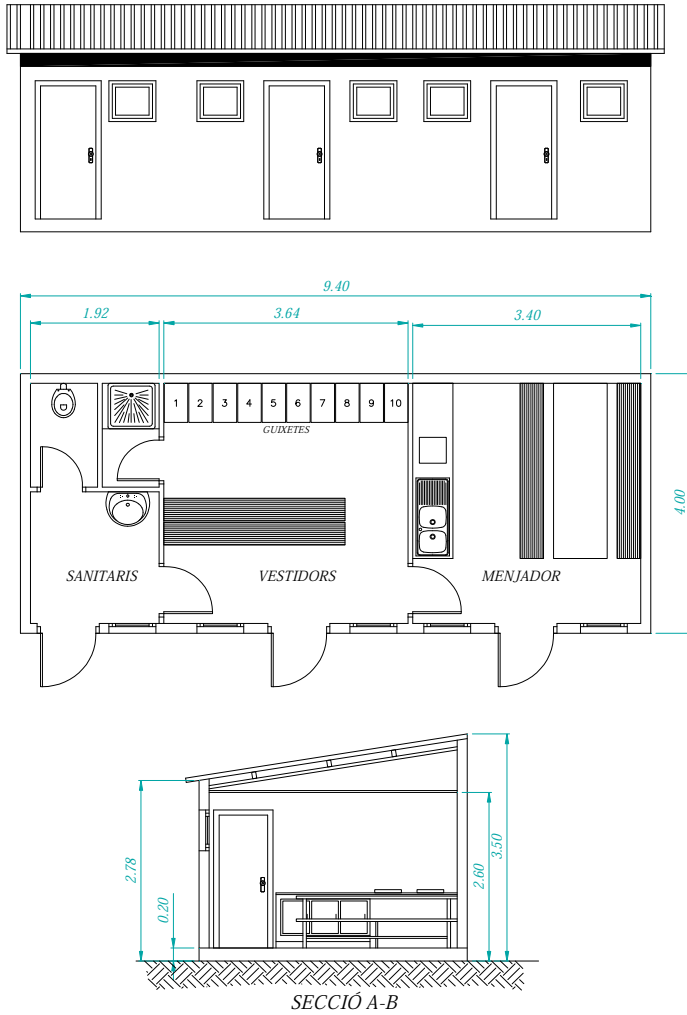 9.40
1.92 3.64 3.40
1 2 3 4 5 6 7 8 9 10
GUIXETES
4.00
SANITARIS VESTIDORS MENJADOR
2.78
0.20
2.60
3.50
SECCIÓ A-B